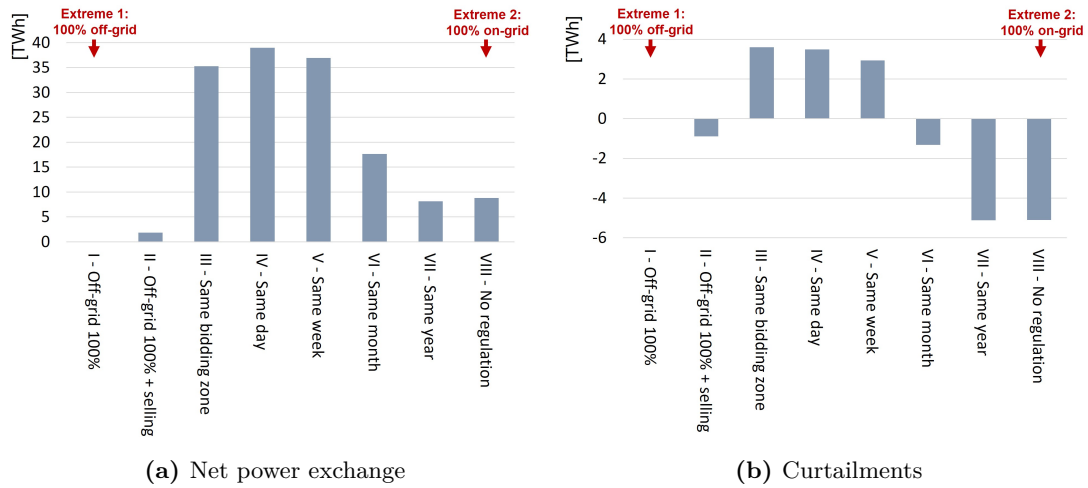 Extreme 1:
100% off-grid
Extreme 2:
100% on-grid
[TWh]
40
35
30
25
20
15
10
5
0
I - Off-grid 100%
II - Off-grid 100% + selling
III - Same bidding zone
IV - Same day
V - Same week
VI - Same month
VII - Same year
VIII - No regulation
(a) Net power exchange
Extreme 1:
100% off-grid
Extreme 2:
100% on-grid
[TWh]
4
2
0
-2
-4
-6
I - Off-grid 100%
II - Off-grid 100% + selling
III - Same bidding zone
IV - Same day
V - Same week
VI - Same month
VII - Same year
VIII - No regulation
(b) Curtailments